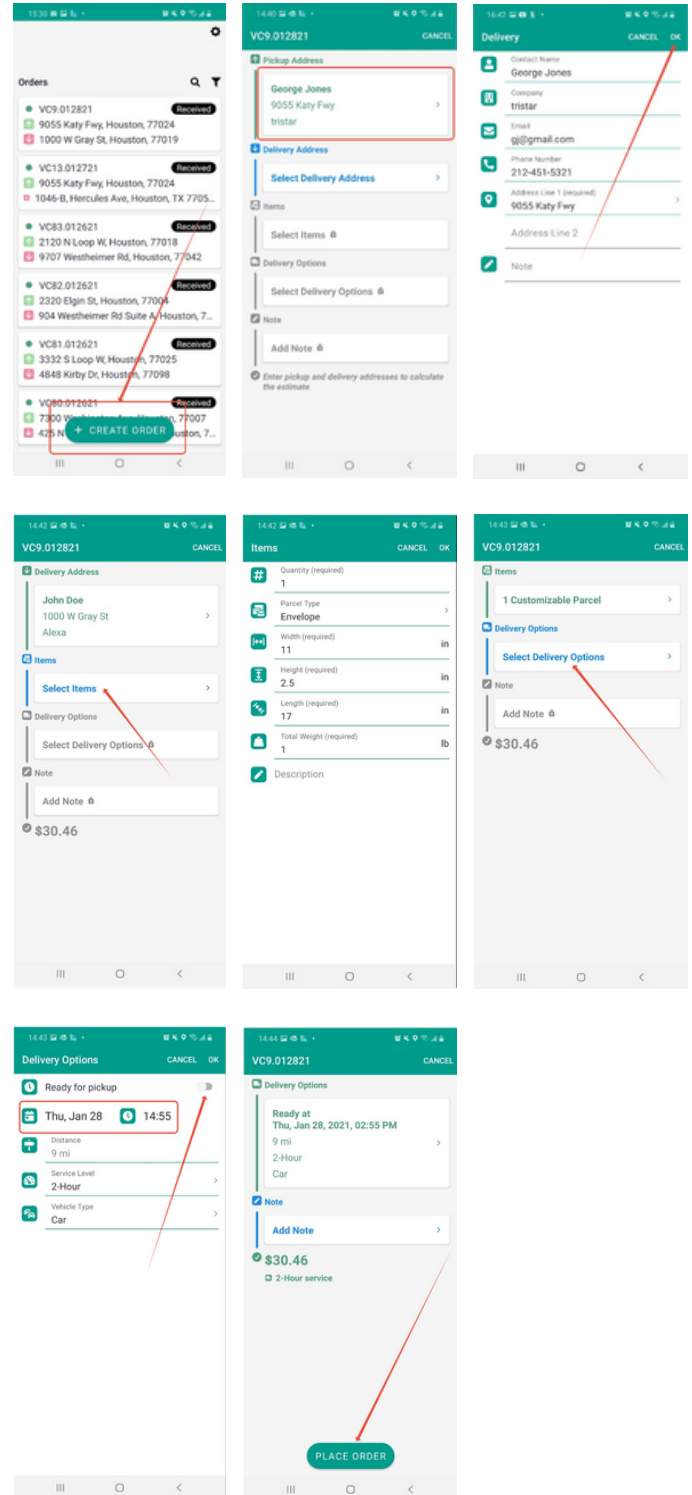 15:30
Orders
VC9.012821 Received
9055 Katy Fwy, Houston, 77024
1000 W Gray St, Houston, 77019
VC13.012721 Received
9055 Katy Fwy, Houston, 77024
1046-B, Hercules Ave, Houston, TX 7705...
VC83.012621 Received
2120 N Loop W, Houston, 77018
9707 Westheimer Rd, Houston, 77042
VC82.012621 Received
2320 Elgin St, Houston, 77004
904 Westheimer Rd Suite A, Houston, 7...
VC81.012621 Received
3332 S Loop W, Houston, 77025
4848 Kirby Dr, Houston, 77098
VC80.012621 Received
7300 77007
425 N uston, 7...
+ CREATE ORDER
14:40
VC9.012821 CANCEL
Pickup Address
George Jones
9055 Katy Fwy
tristar
Delivery Address
Select Delivery Address
Items
Select Items
Delivery Options
Select Delivery Options
Note
Add Note
Enter pickup and delivery addresses to calculate
the estimate
16:42
Delivery CANCEL OK
Contact Name
George Jones
Company
tristar
Email
gj@gmail.com
Phone Number
212-451-5321
Address Line 1 (required)
9055 Katy Fwy
Address Line 2
Note
14:42
VC9.012821 CANCEL
Delivery Address
John Doe
1000 W Gray St
Alexa
Items
Select Items
Delivery Options
Select Delivery Options
Note
Add Note
$30.46
14:42
Items CANCEL OK
Quantity (required)
1
Parcel Type
Envelope
Width (required)
11 in
Height (required)
2.5 in
Length (required)
17 in
Total Weight (required)
1 lb
Description
14:43
VC9.012821 CANCEL
Items
1 Customizable Parcel
Delivery Options
Select Delivery Options
Note
Add Note
$30.46
14:43
Delivery Options CANCEL OK
Ready for pickup
Thu, Jan 28 14:55
Distance
9 mi
Service Level
2-Hour
Vehicle Type
Car
14:44
VC9.012821 CANCEL
Delivery Options
Ready at
Thu, Jan 28, 2021, 02:55 PM
9 mi
2-Hour
Car
Note
Add Note
$30.46
2-Hour service
PLACE ORDER